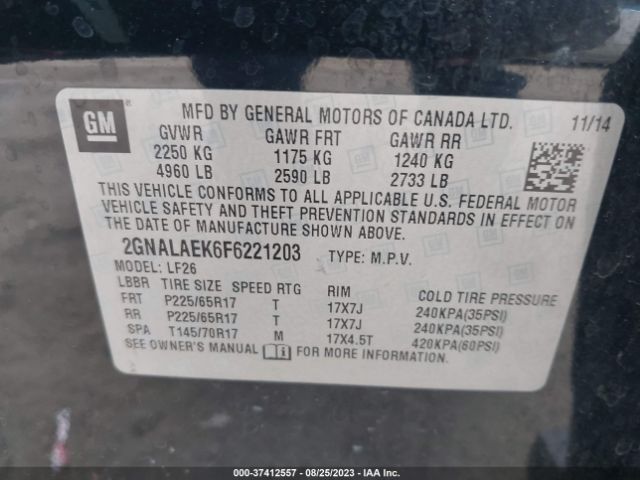 GM
MFD BY GENERAL MOTORS OF CANADA LTD. 11/14
GVWR GAWR FRT GAWR RR
2250 KG 1175 KG 1240 KG
4960 LB 2590 LB 2733 LB
THIS VEHICLE CONFORMS TO ALL APPLICABLE U.S. FEDERAL MOTOR
VEHICLE SAFETY AND THEFT PREVENTION STANDARDS IN EFFECT ON
THE DATE OF MANUFACTURE SHOWN ABOVE.
2GNALAEK6F6221203 TYPE: M.P.V.
MODEL: LF26
LBBR TIRE SIZE SPEED RTG RIM COLD TIRE PRESSURE
FRT P225/65R17 T 17X7J 240KPA(35PSI)
RR P225/65R17 T 17X7J 240KPA(35PSI)
SPA T145/70R17 M 17X4.5T 420KPA(60PSI)
SEE OWNER'S MANUAL FOR MORE INFORMATION.
000-37412557 - 08/25/2023 - IAA Inc.